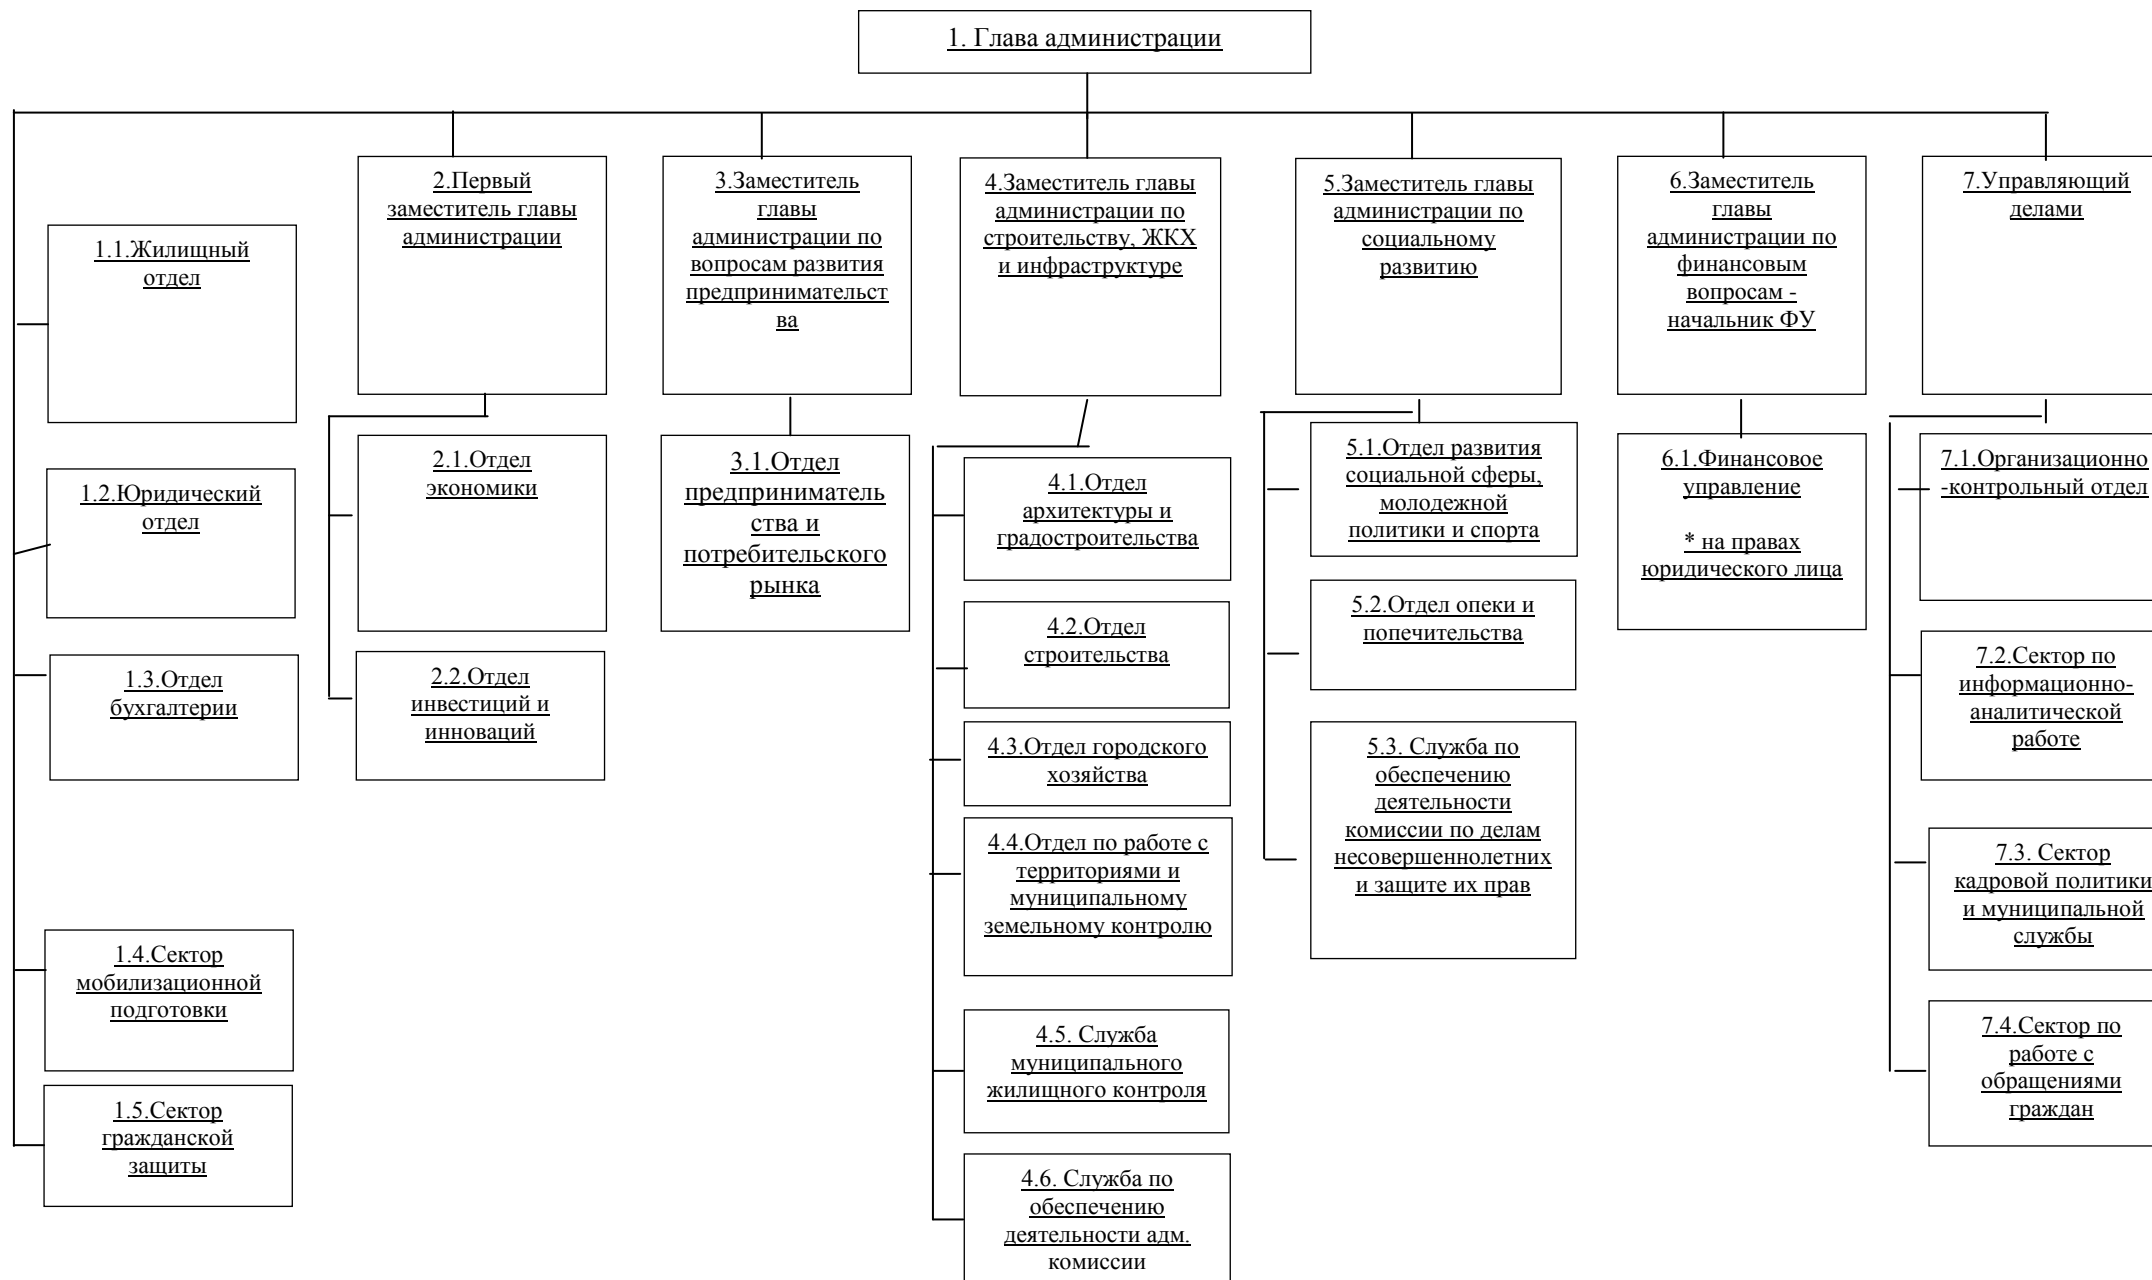 1. Глава администрации
1.1.Жилищный
отдел
1.2.Юридический
отдел
1.3.Отдел
бухгалтерии
1.4.Сектор
мобилизационной
подготовки
1.5.Сектор
гражданской
защиты
2.Первый
заместитель главы
администрации
2.1.Отдел
экономики
2.2.Отдел
инвестиций и
инноваций
3.Заместитель
главы
администрации по
вопросам развития
предпринимательст
ва
3.1.Отдел
предприниматель
ства и
потребительского
рынка
4.Заместитель главы
администрации по
строительству, ЖКХ
и инфраструктуре
4.1.Отдел
архитектуры и
градостроительства
4.2.Отдел
строительства
4.3.Отдел городского
хозяйства
4.4.Отдел по работе с
территориями и
муниципальному
земельному контролю
4.5. Служба
муниципального
жилищного контроля
4.6. Служба по
обеспечению
деятельности адм.
комиссии
5.Заместитель главы
администрации по
социальному
развитию
5.1.Отдел развития
социальной сферы,
молодежной
политики и спорта
5.2.Отдел опеки и
попечительства
5.3. Служба по
обеспечению
деятельности
комиссии по делам
несовершеннолетних
и защите их прав
6.Заместитель
главы
администрации по
финансовым
вопросам -
начальник ФУ
6.1.Финансовое
управление
* на правах
юридического лица
7.Управляющий
делами
7.1.Организационно
-контрольный отдел
7.2.Сектор по
информационно-
аналитической
работе
7.3. Сектор
кадровой политики
и муниципальной
службы
7.4.Сектор по
работе с
обращениями
граждан